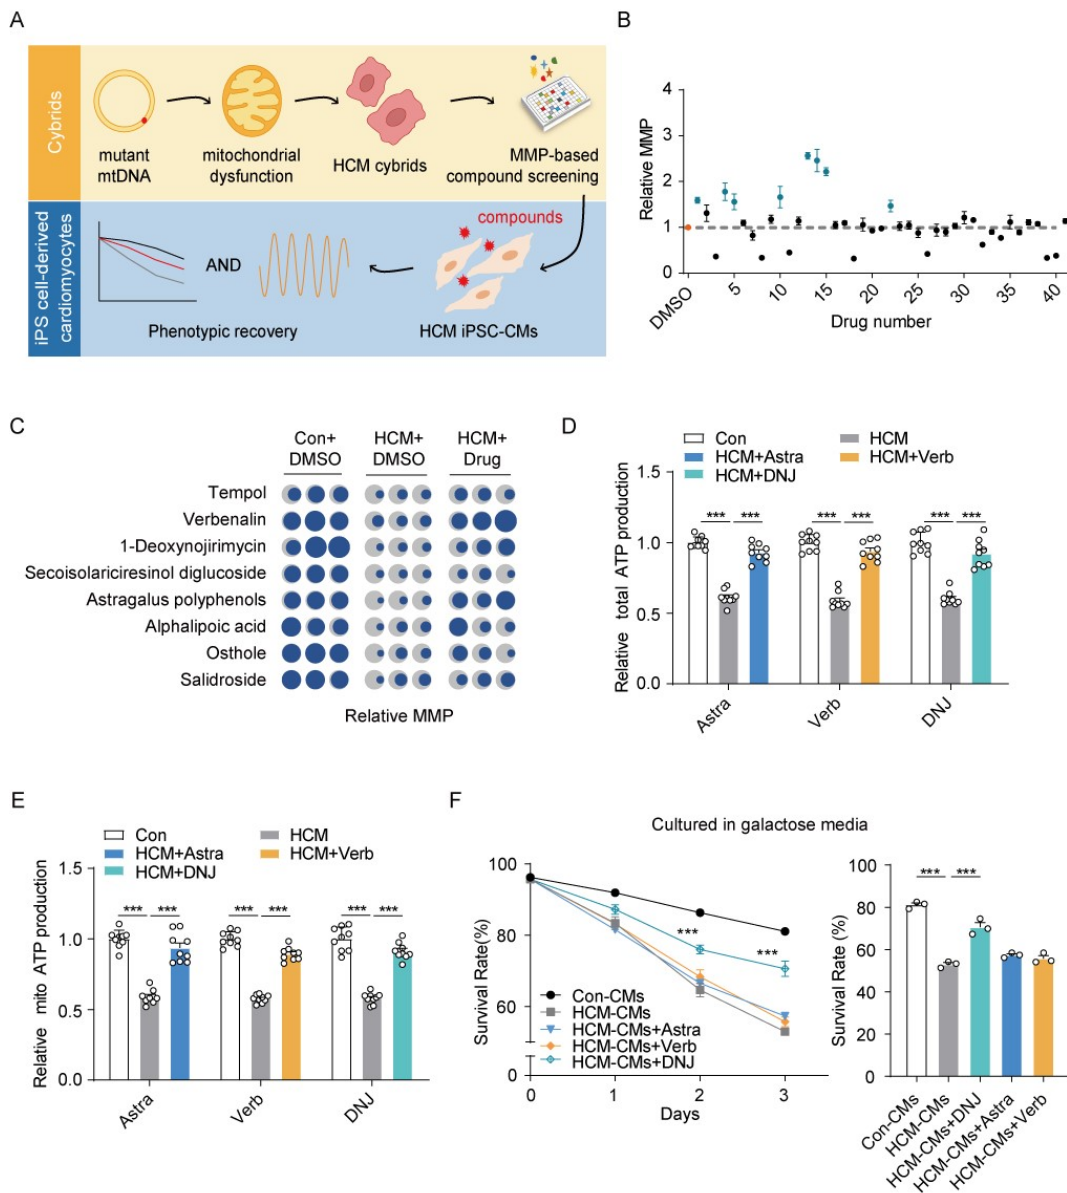 A
Cybrids
mutant
mtDNA
mitochondrial
dysfunction
HCM cybrids
MMP-based
compound screening
iPS cell-derived
cardiomyocytes
compounds
AND
Phenotypic recovery
HCM iPSC-CMs
B
Relative MMP
4
3
2
1
0
DMSO
5
10
15
20
25
30
35
40
Drug number
C
Con+
DMSO
HCM+
DMSO
HCM+
Drug
Tempol
Verbenalin
1-Deoxynojirimycin
Secoisolariciresinol diglucoside
Astragalus polyphenols
Alphalipoic acid
Osthole
Salidroside
Relative MMP
D
Con
HCM
HCM+Astra
HCM+Verb
HCM+DNJ
Relative total ATP production
1.5
1.0
0.5
0.0
*** ***
*** ***
*** ***
Astra
Verb
DNJ
E
Con
HCM
HCM+Astra
HCM+Verb
HCM+DNJ
Relative mito ATP production
1.5
1.0
0.5
0.0
*** ***
*** ***
*** ***
Astra
Verb
DNJ
F
Cultured in galactose media
Survival Rate(%)
100
80
60
0
***
***
Con-CMs
HCM-CMs
HCM-CMs+Astra
HCM-CMs+Verb
HCM-CMs+DNJ
0
1
2
3
Days
Survival Rate (%)
100
80
60
40
20
0
*** ***
Con-CMs
HCM-CMs
HCM-CMs+DNJ
HCM-CMs+Astra
HCM-CMs+Verb